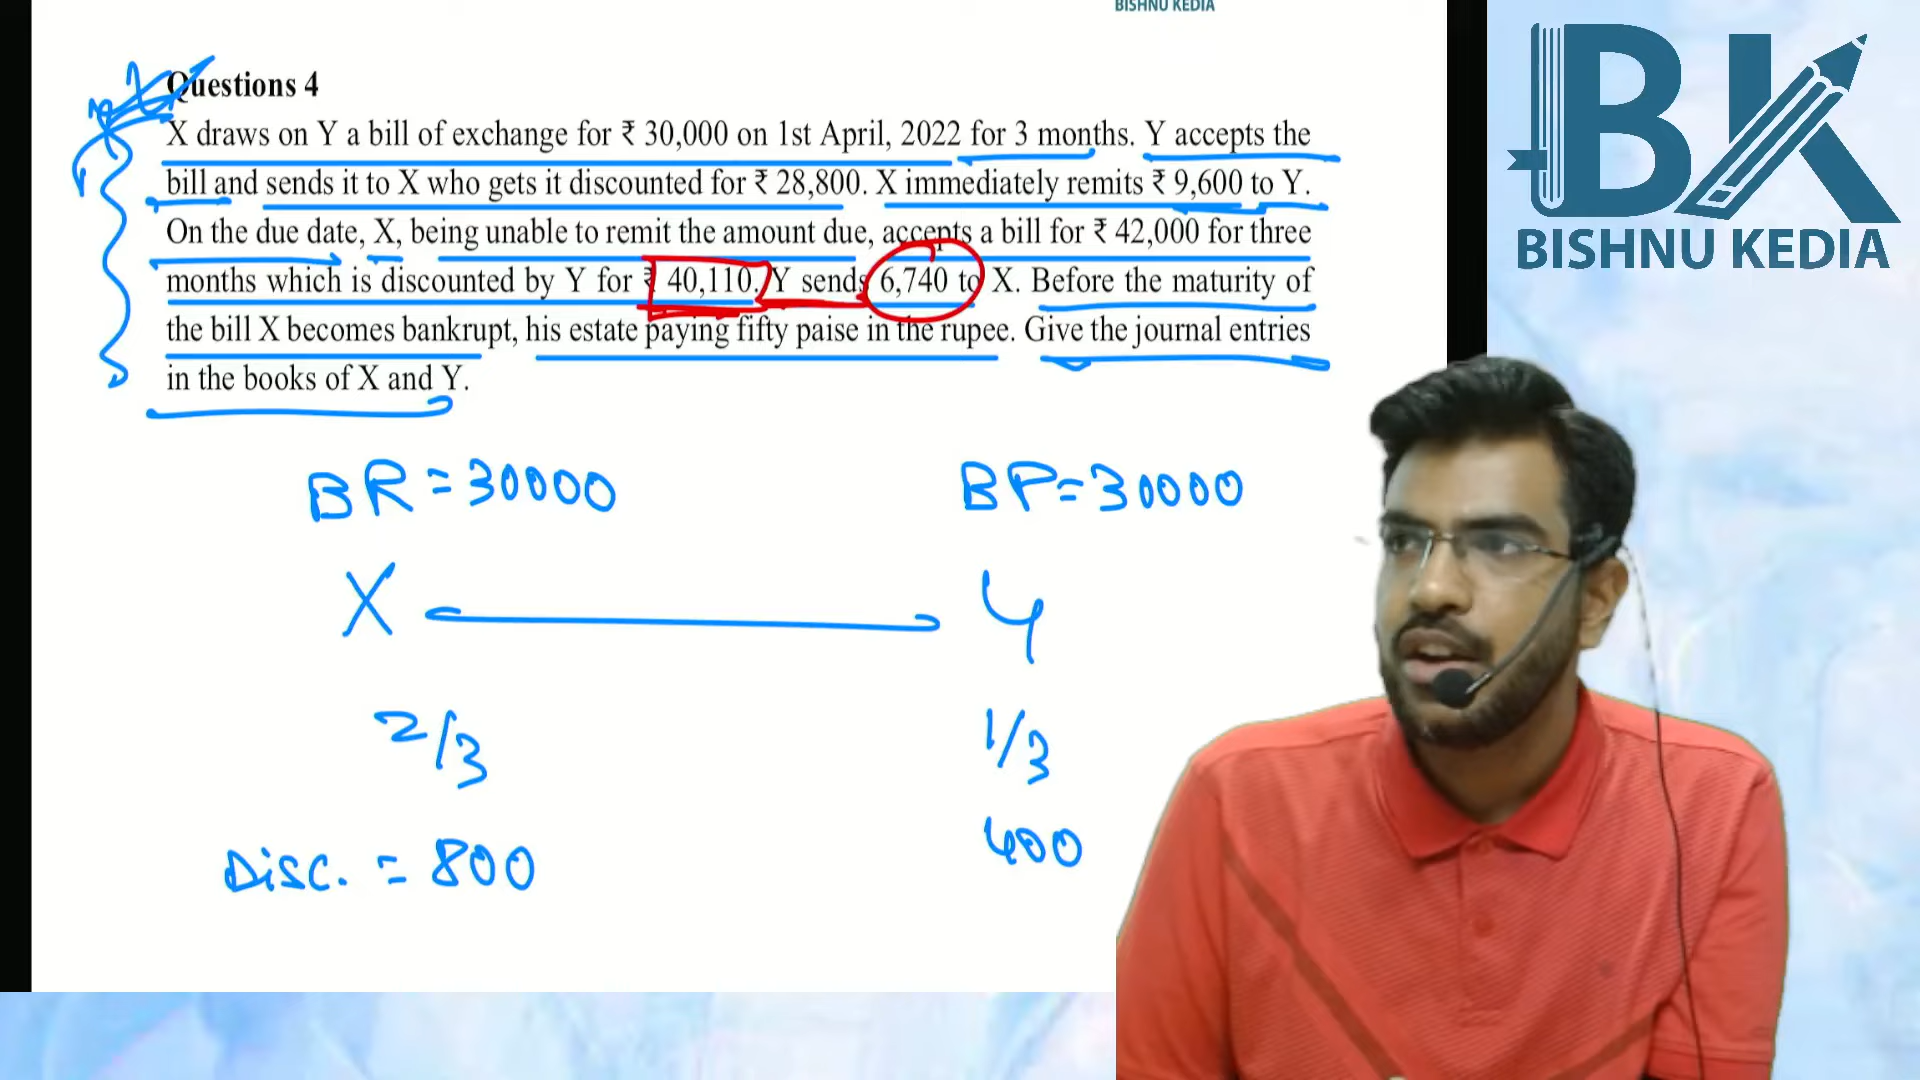 BISHNU KEDIA
BK
BISHNU KEDIA
Questions 4
X draws on Y a bill of exchange for ₹ 30,000 on 1st April, 2022 for 3 months. Y accepts the
bill and sends it to X who gets it discounted for ₹ 28,800. X immediately remits ₹ 9,600 to Y.
On the due date, X, being unable to remit the amount due, accepts a bill for ₹ 42,000 for three
months which is discounted by Y for ₹ 40,110. Y sends 6,740 to X. Before the maturity of
the bill X becomes bankrupt, his estate paying fifty paise in the rupee. Give the journal entries
in the books of X and Y.
BR = 30000 BP = 30000
X Y
2/3 1/3
Disc. = 800 400